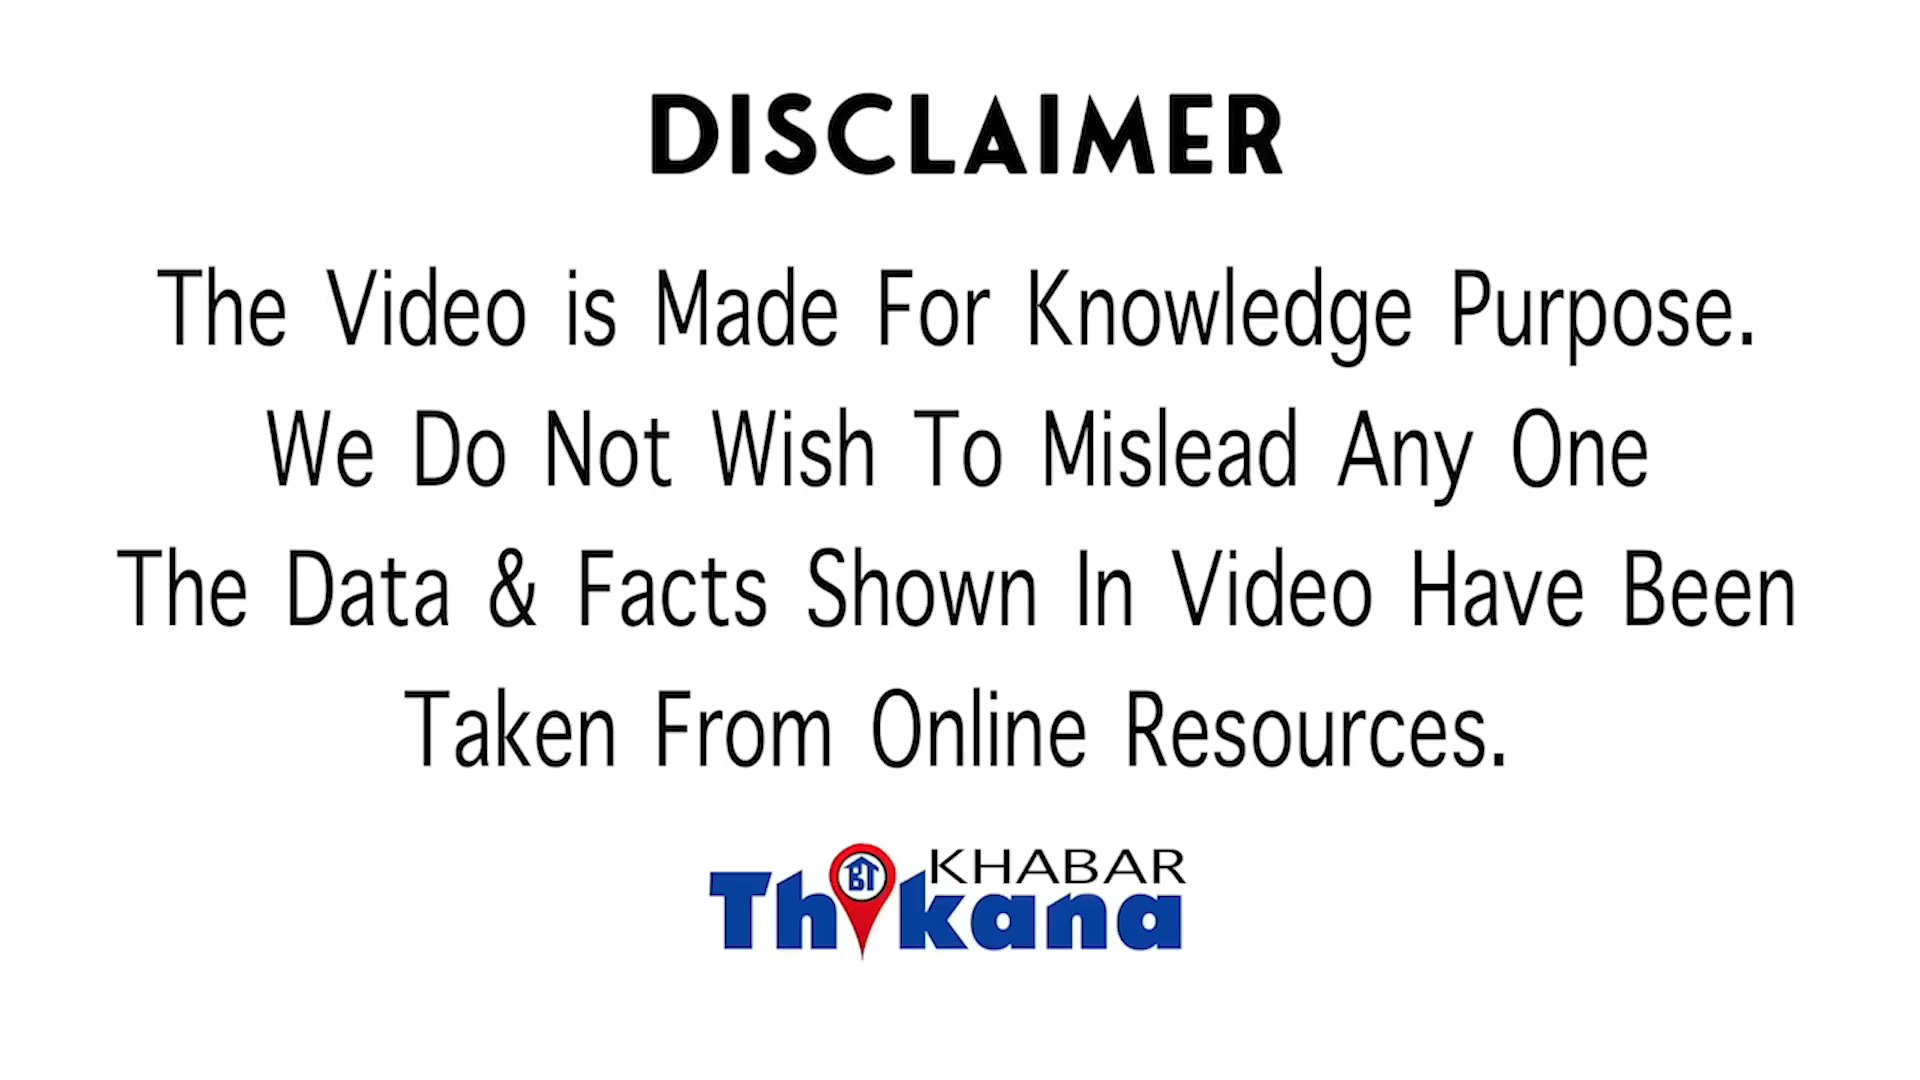 DISCLAIMER
The Video is Made For Knowledge Purpose.
We Do Not Wish To Mislead Any One
The Data & Facts Shown In Video Have Been
Taken From Online Resources.
KHABAR
BT
Thikana